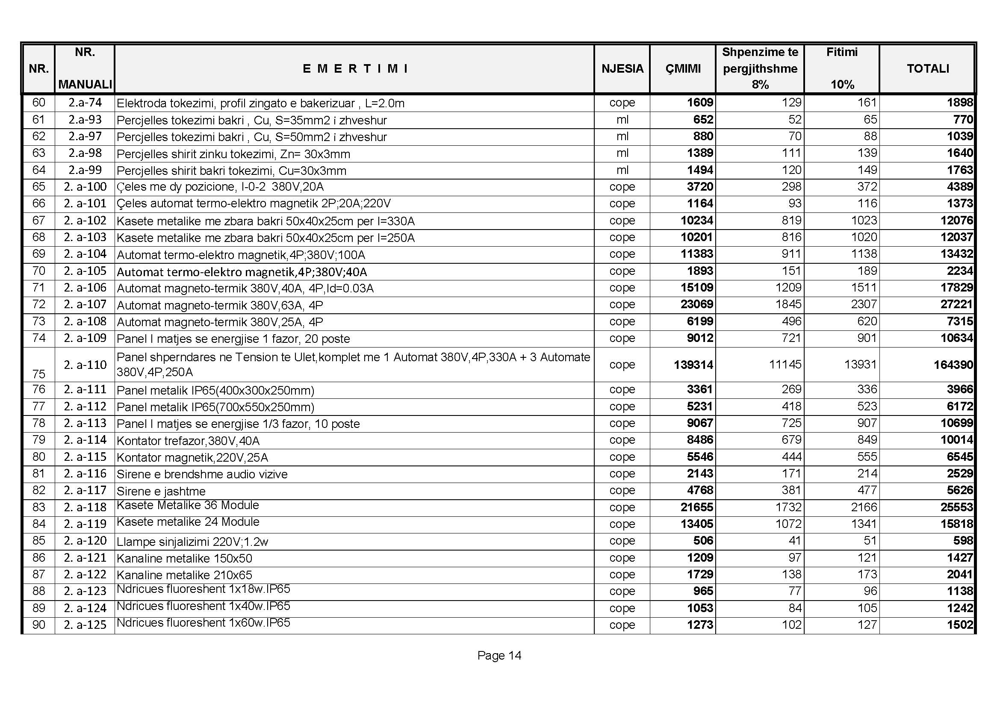 NR. NR. MANUALI E M E R T I M I NJESIA ÇMIMI Shpenzime te pergjithshme 8% Fitimi 10% TOTALI
60 2.a-74 Elektroda tokezimi, profil zingato e bakerizuar , L=2.0m cope 1609 129 161 1898
61 2.a-93 Percjelles tokezimi bakri , Cu, S=35mm2 i zhveshur ml 652 52 65 770
62 2.a-97 Percjelles tokezimi bakri , Cu, S=50mm2 i zhveshur ml 880 70 88 1039
63 2.a-98 Percjelles shirit zinku tokezimi, Zn= 30x3mm ml 1389 111 139 1640
64 2.a-99 Percjelles shirit bakri tokezimi, Cu=30x3mm ml 1494 120 149 1763
65 2. a-100 Çeles me dy pozicione, I-0-2 380V,20A cope 3720 298 372 4389
66 2. a-101 Çeles automat termo-elektro magnetik 2P;20A;220V cope 1164 93 116 1373
67 2. a-102 Kasete metalike me zbara bakri 50x40x25cm per I=330A cope 10234 819 1023 12076
68 2. a-103 Kasete metalike me zbara bakri 50x40x25cm per I=250A cope 10201 816 1020 12037
69 2. a-104 Automat termo-elektro magnetik,4P;380V;100A cope 11383 911 1138 13432
70 2. a-105 Automat termo-elektro magnetik,4P;380V;40A cope 1893 151 189 2234
71 2. a-106 Automat magneto-termik 380V,40A, 4P,Id=0.03A cope 15109 1209 1511 17829
72 2. a-107 Automat magneto-termik 380V,63A, 4P cope 23069 1845 2307 27221
73 2. a-108 Automat magneto-termik 380V,25A, 4P cope 6199 496 620 7315
74 2. a-109 Panel I matjes se energjise 1 fazor, 20 poste cope 9012 721 901 10634
75 2. a-110 Panel shperndares ne Tension te Ulet,komplet me 1 Automat 380V,4P,330A + 3 Automate
380V,4P,250A cope 139314 11145 13931 164390
76 2. a-111 Panel metalik IP65(400x300x250mm) cope 3361 269 336 3966
77 2. a-112 Panel metalik IP65(700x550x250mm) cope 5231 418 523 6172
78 2. a-113 Panel I matjes se energjise 1/3 fazor, 10 poste cope 9067 725 907 10699
79 2. a-114 Kontator trefazor,380V,40A cope 8486 679 849 10014
80 2. a-115 Kontator magnetik,220V,25A cope 5546 444 555 6545
81 2. a-116 Sirene e brendshme audio vizive cope 2143 171 214 2529
82 2. a-117 Sirene e jashtme cope 4768 381 477 5626
83 2. a-118 Kasete Metalike 36 Module cope 21655 1732 2166 25553
84 2. a-119 Kasete metalike 24 Module cope 13405 1072 1341 15818
85 2. a-120 Llampe sinjalizimi 220V;1.2w cope 506 41 51 598
86 2. a-121 Kanaline metalike 150x50 cope 1209 97 121 1427
87 2. a-122 Kanaline metalike 210x65 cope 1729 138 173 2041
88 2. a-123 Ndricues fluoreshent 1x18w.IP65 cope 965 77 96 1138
89 2. a-124 Ndricues fluoreshent 1x40w.IP65 cope 1053 84 105 1242
90 2. a-125 Ndricues fluoreshent 1x60w.IP65 cope 1273 102 127 1502
Page 14